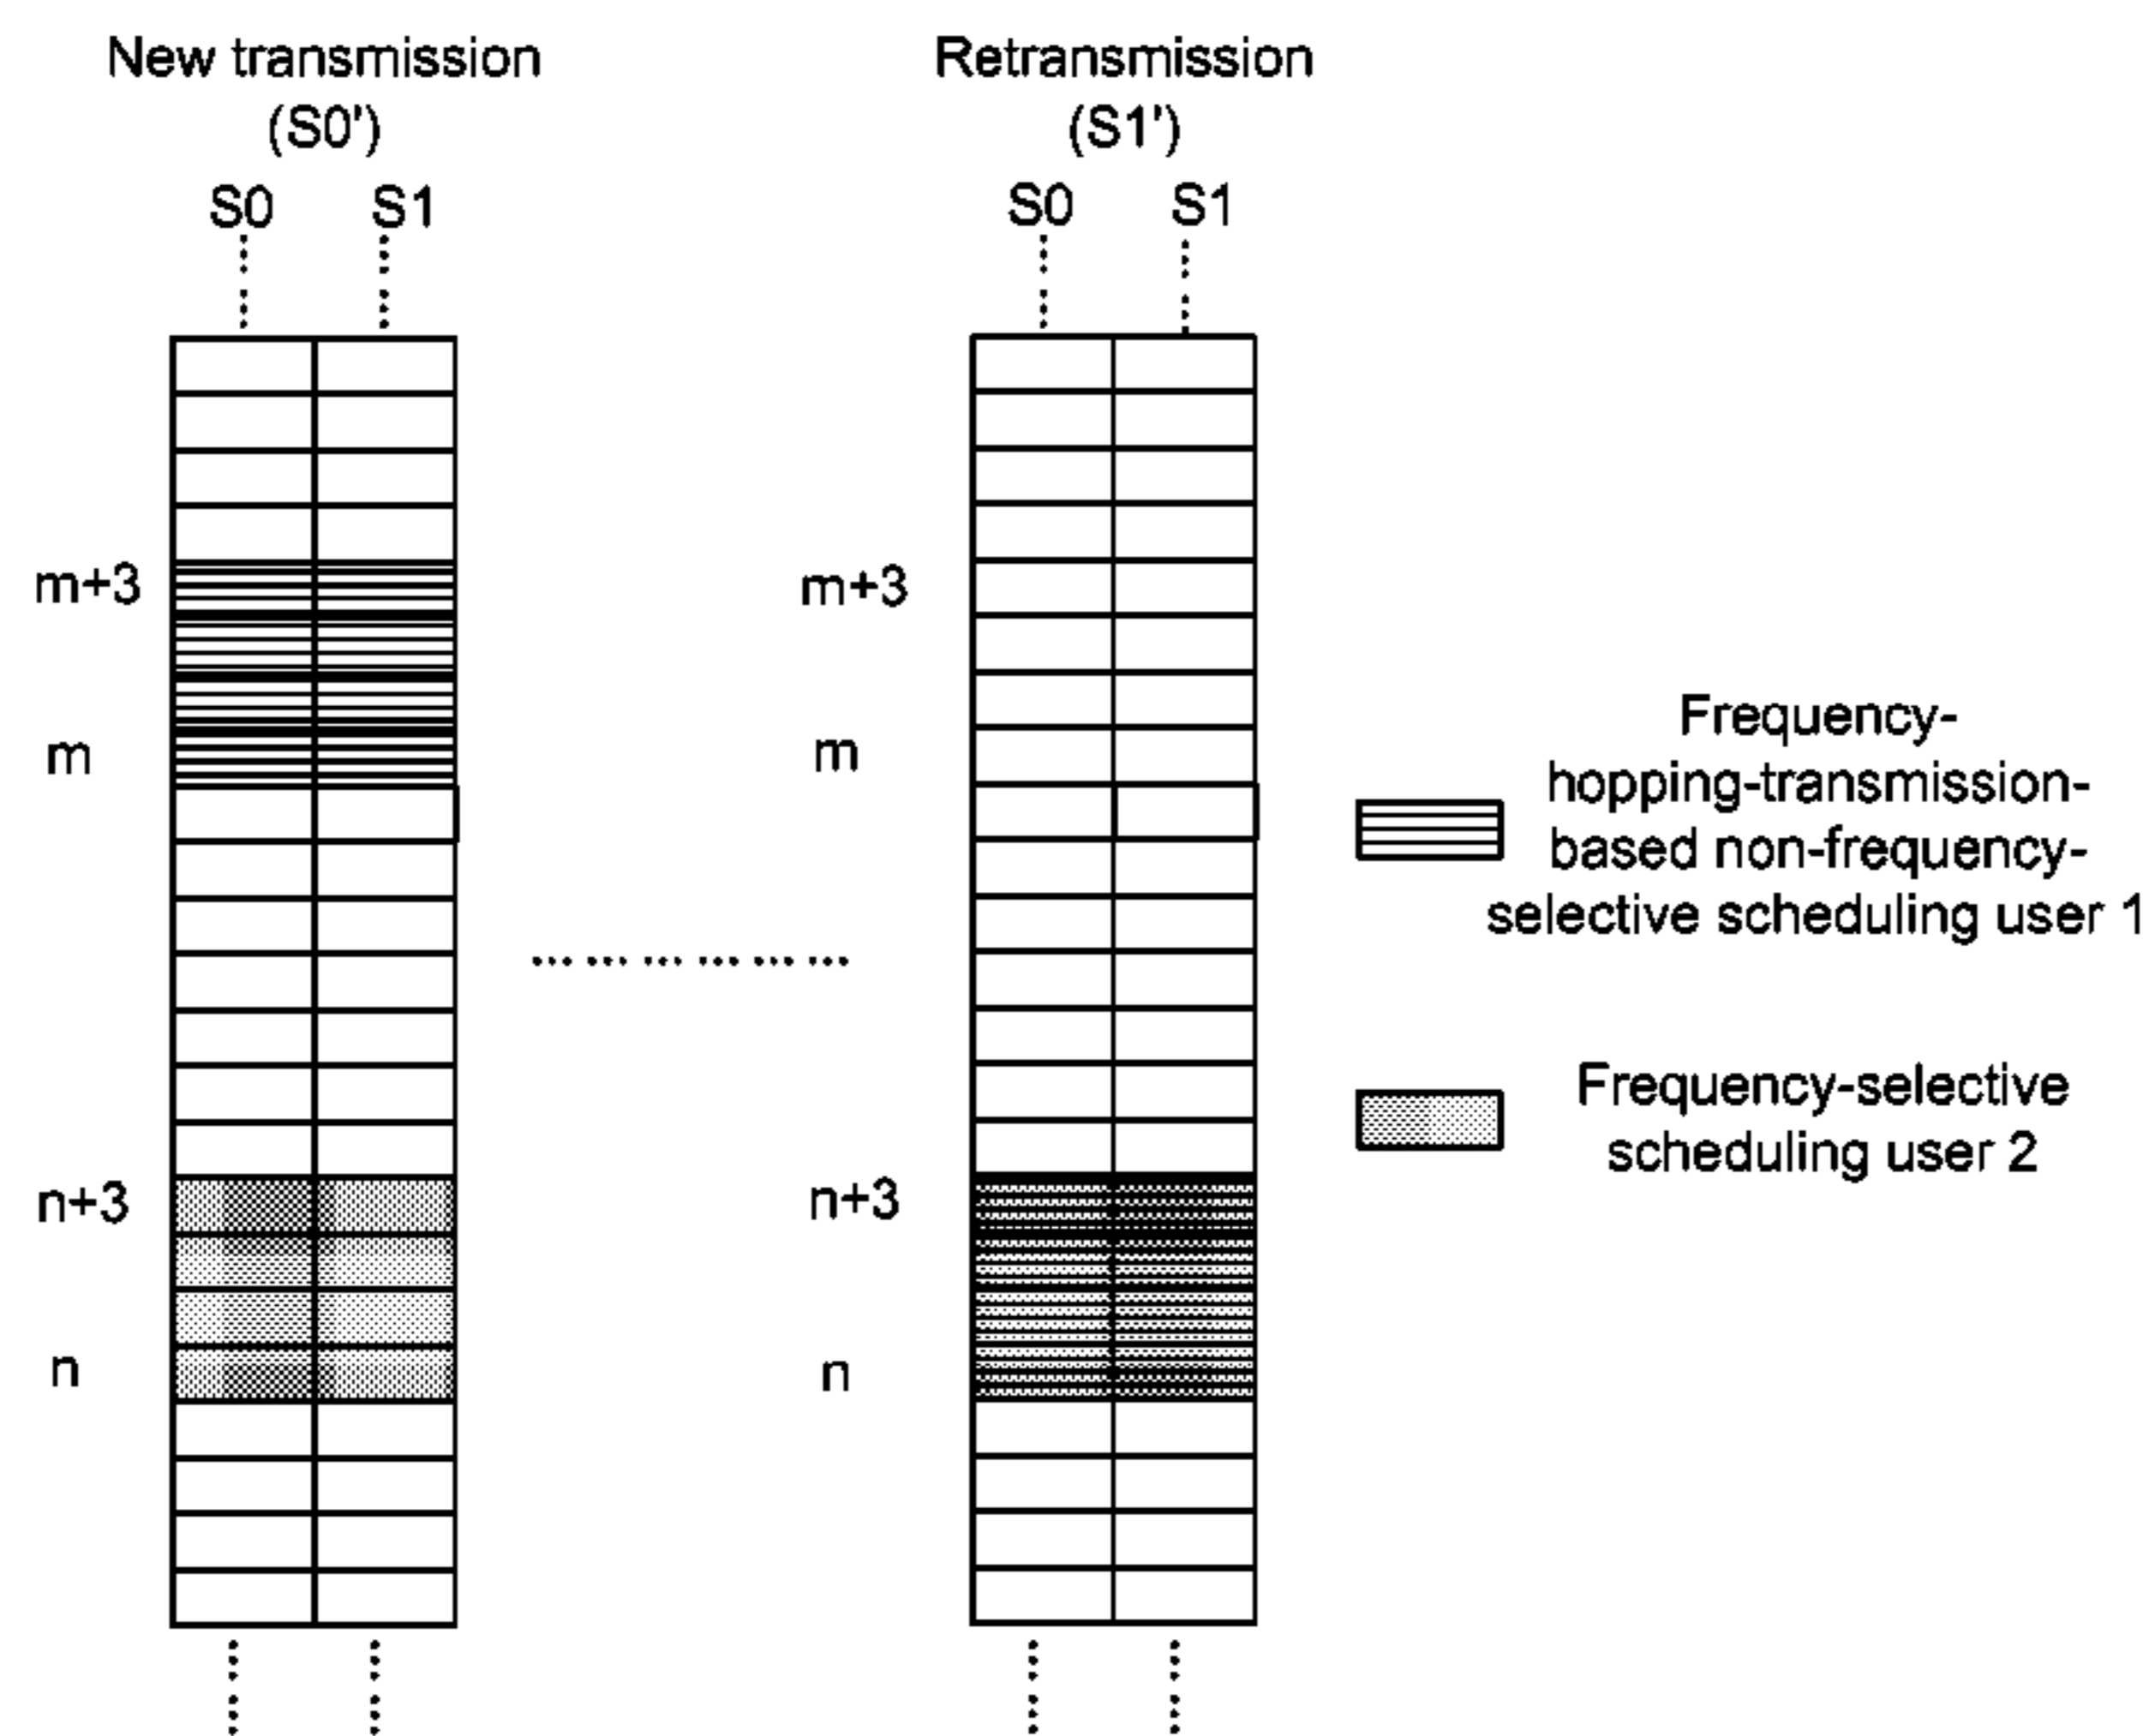 New transmission
(S0')
S0 S1
Retransmission
(S1')
S0 S1
m+3
m
n+3
n
m+3
m
n+3
n
Frequency-
hopping-transmission-
based non-frequency-
selective scheduling user 1
Frequency-selective
scheduling user 2